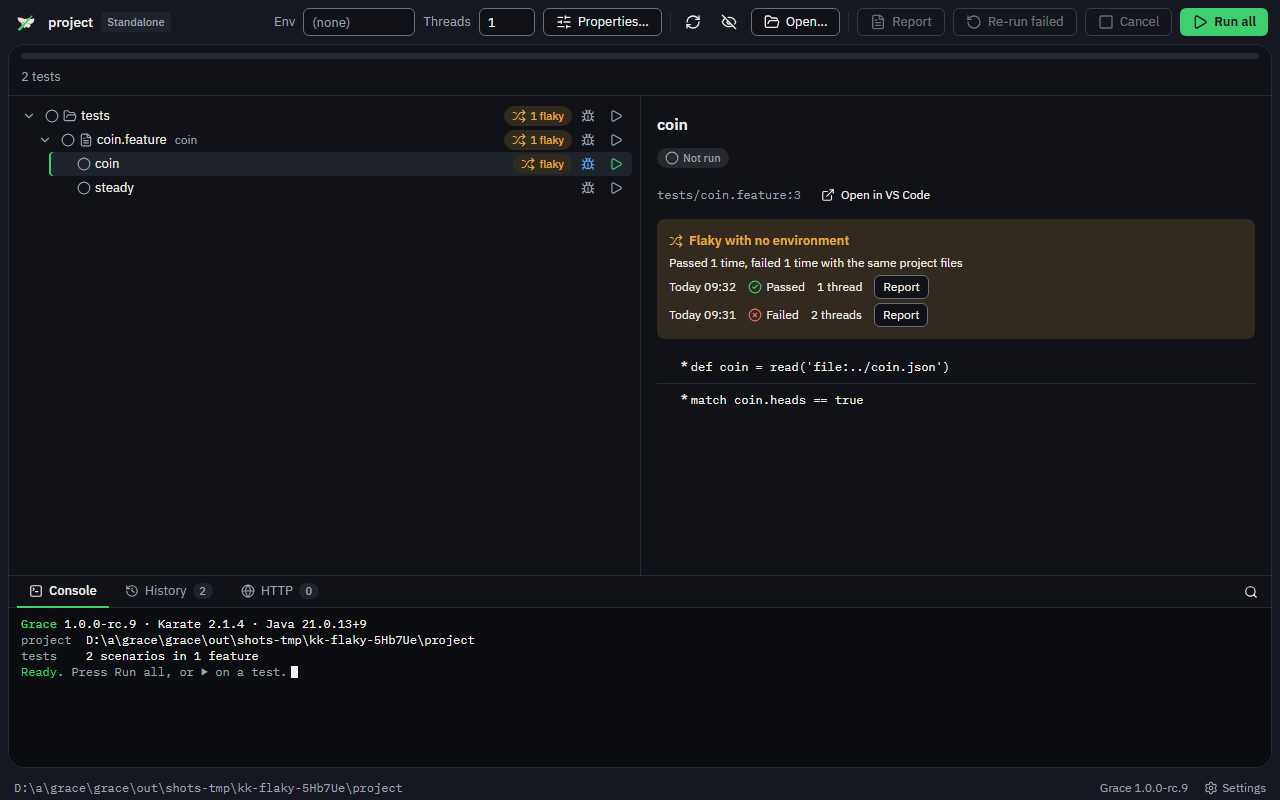 project Standalone Env (none) Threads 1 Properties... Open... Report Re-run failed Cancel Run all
2 tests
tests 1 flaky
coin.feature coin 1 flaky
coin flaky
steady
coin
Not run
tests/coin.feature:3 Open in VS Code
Flaky with no environment
Passed 1 time, failed 1 time with the same project files
Today 09:32 Passed 1 thread Report
Today 09:31 Failed 2 threads Report
* def coin = read('file:../coin.json')
* match coin.heads == true
Console History 2 HTTP 0
Grace 1.0.0-rc.9 · Karate 2.1.4 · Java 21.0.13+9
project D:\a\grace\grace\out\shots-tmp\kk-flaky-5Hb7Ue\project
tests 2 scenarios in 1 feature
Ready. Press Run all, or ▶ on a test.
D:\a\grace\grace\out\shots-tmp\kk-flaky-5Hb7Ue\project Grace 1.0.0-rc.9 Settings